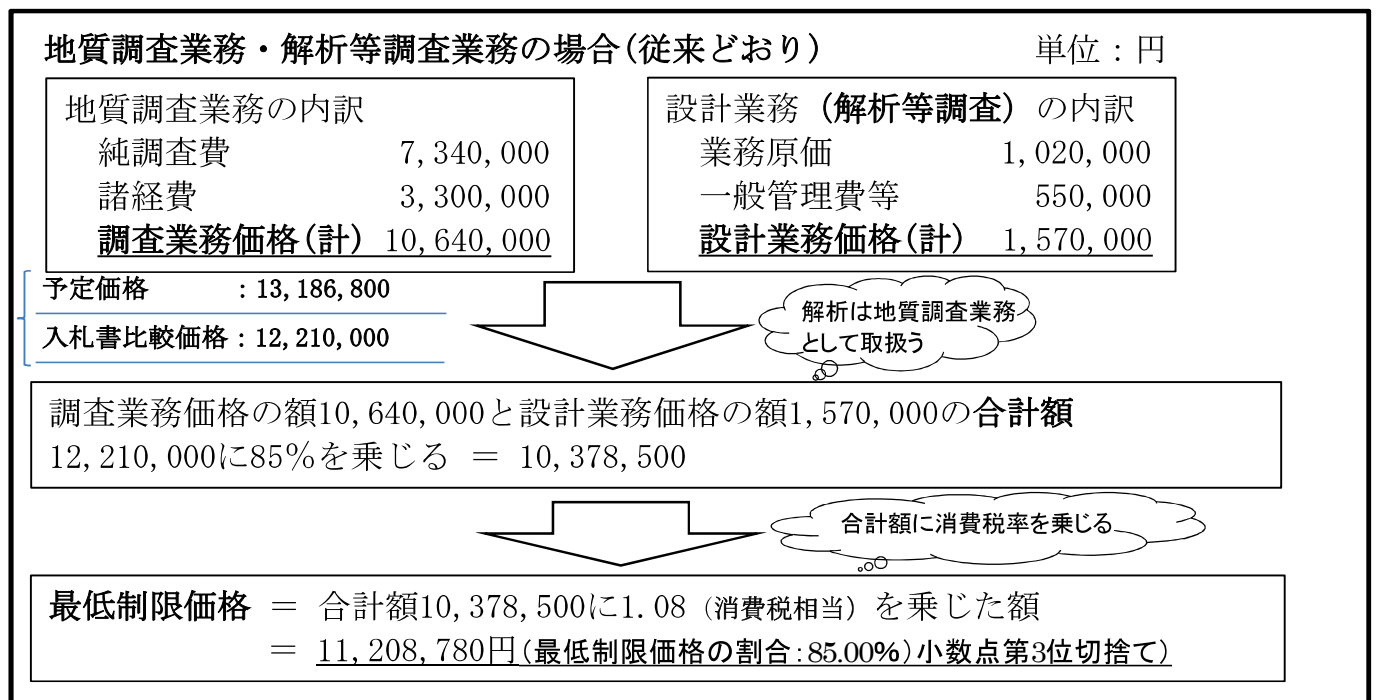 地質調査業務・解析等調査業務の場合(従来どおり) 単位：円
地質調査業務の内訳
純調査費 7,340,000
諸経費 3,300,000
調査業務価格(計) 10,640,000
設計業務（解析等調査）の内訳
業務原価 1,020,000
一般管理費等 550,000
設計業務価格(計) 1,570,000
予定価格 ：13,186,800
入札書比較価格：12,210,000
解析は地質調査業務
として取扱う
調査業務価格の額10,640,000と設計業務価格の額1,570,000の合計額
12,210,000に85％を乗じる ＝ 10,378,500
合計額に消費税率を乗じる
最低制限価格 ＝ 合計額10,378,500に1.08（消費税相当）を乗じた額
＝ 11,208,780円(最低制限価格の割合：85.00％)小数点第3位切捨て)